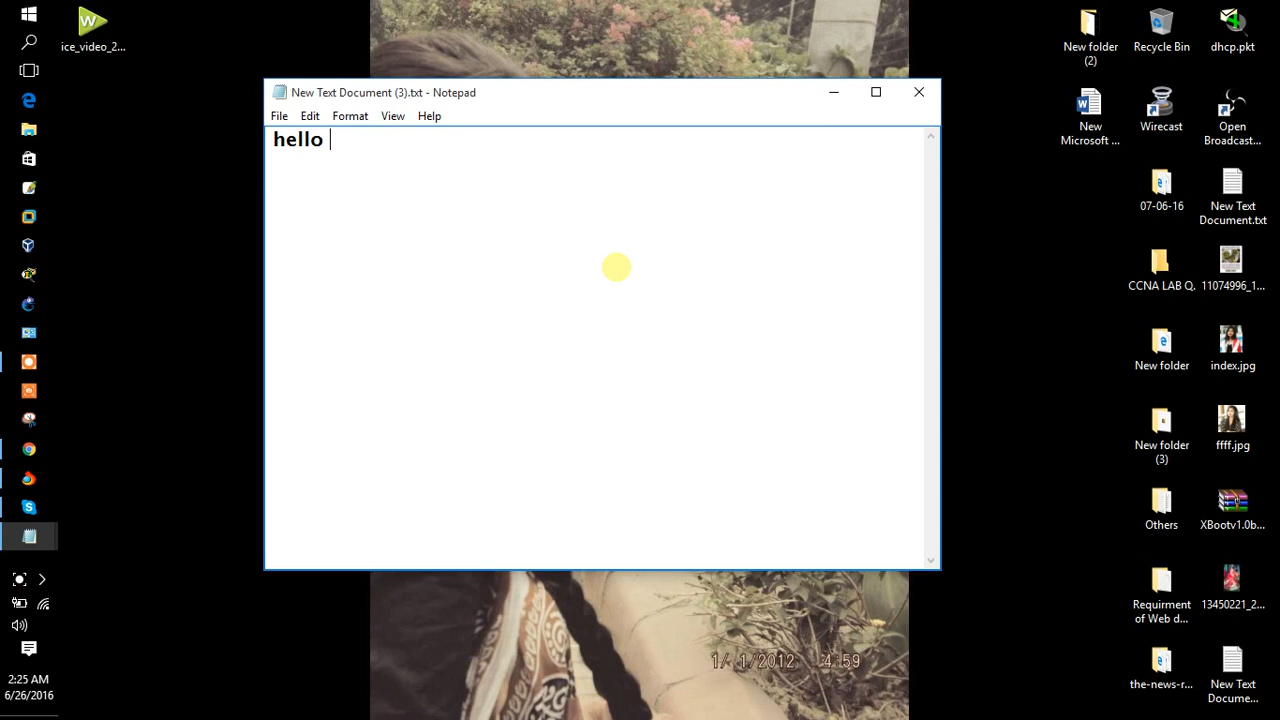 ice_video_2...
New Text Document (3).txt - Notepad
File Edit Format View Help
hello
New folder (2)
Recycle Bin
dhcp.pkt
New Microsoft ...
Wirecast
Open Broadcast...
07-06-16
New Text Document.txt
CCNA LAB Q.
11074996_1...
New folder
index.jpg
New folder (3)
ffff.jpg
Others
XBootv1.0b...
Requirment of Web d...
13450221_2...
the-news-r...
New Text Docume...
1/ 1/2012 4:59
2:25 AM
6/26/2016